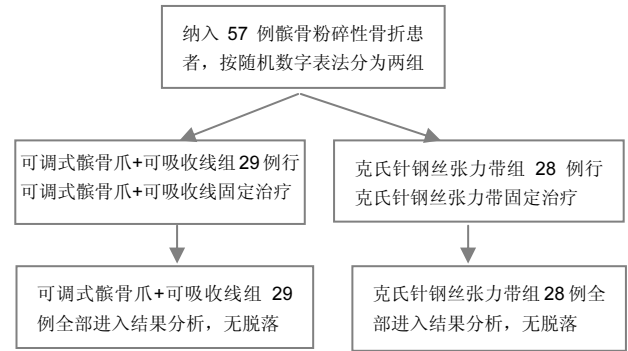 纳入 57 例髌骨粉碎性骨折患
者，按随机数字表法分为两组
可调式髌骨爪+可吸收线组 29 例行
可调式髌骨爪+可吸收线固定治疗
克氏针钢丝张力带组 28 例行
克氏针钢丝张力带固定治疗
可调式髌骨爪+可吸收线组 29
例全部进入结果分析，无脱落
克氏针钢丝张力带组 28 例全
部进入结果分析，无脱落